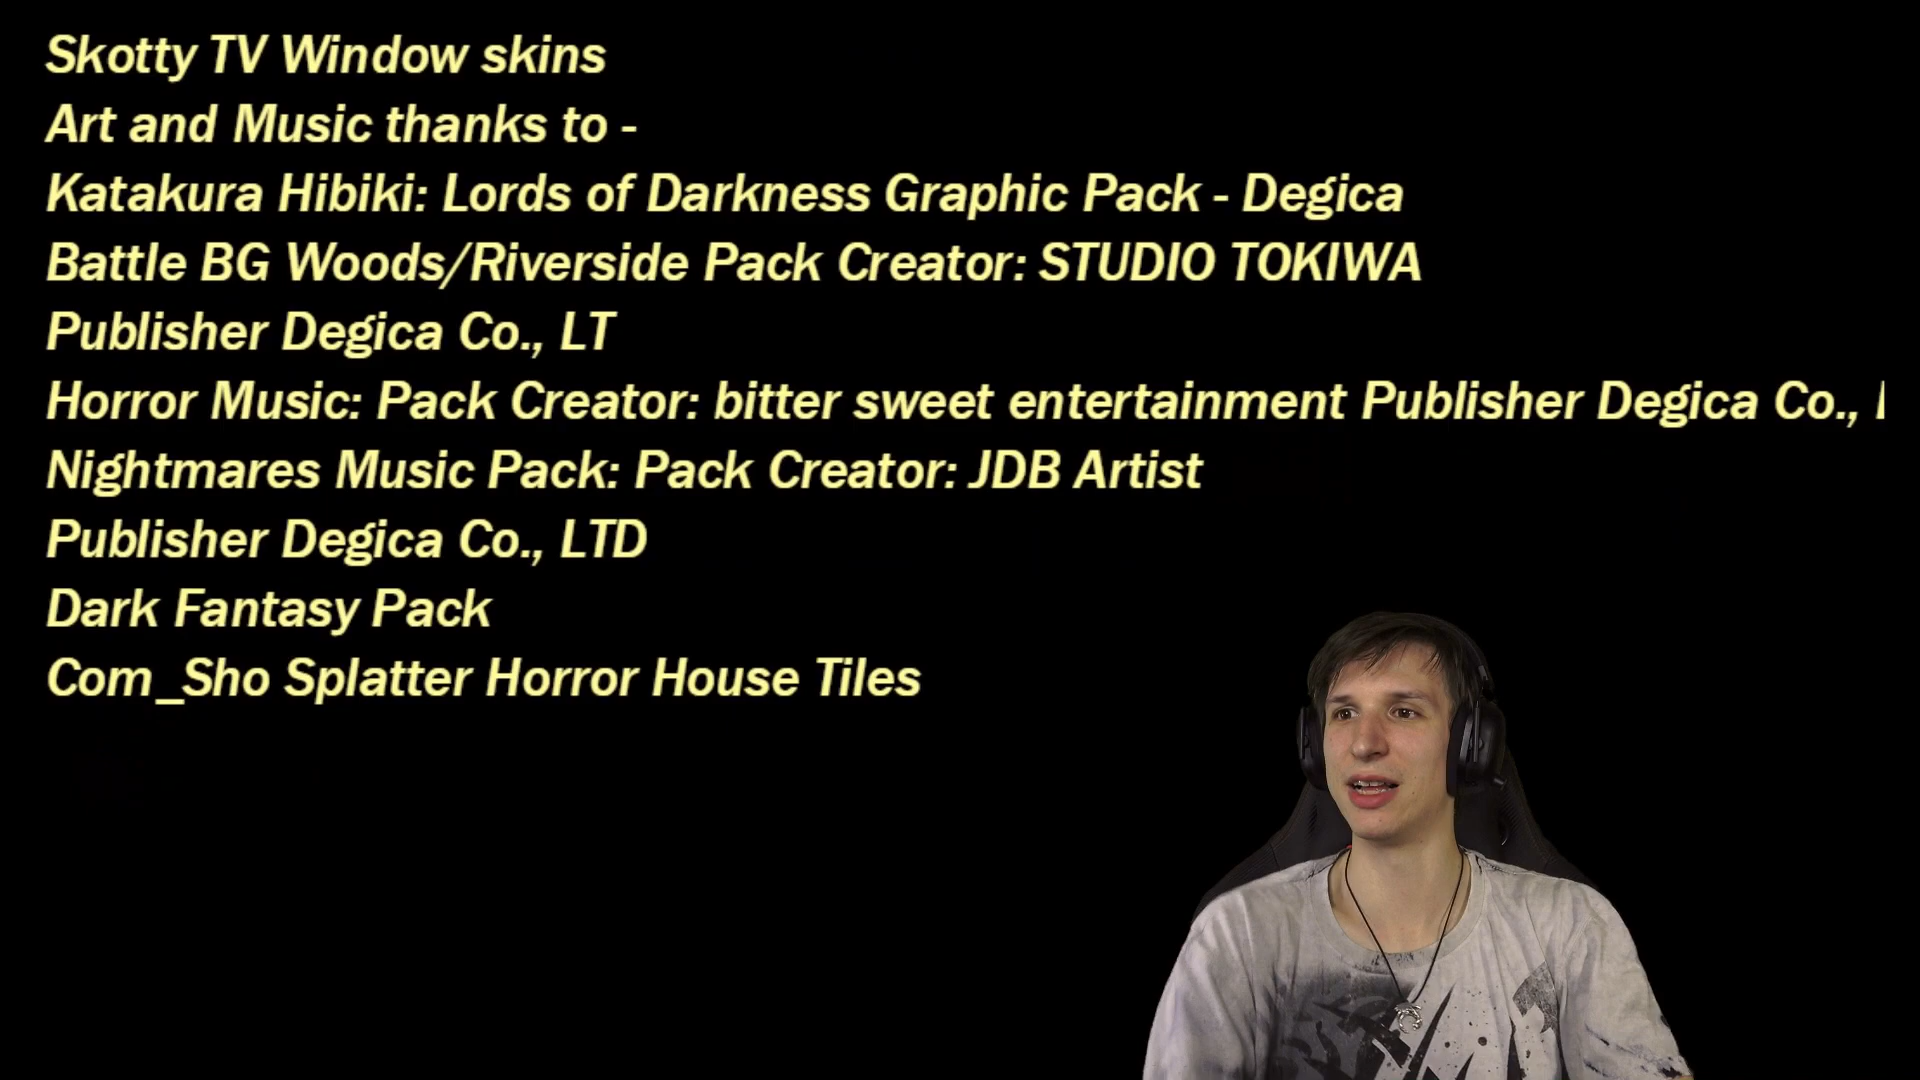 Skotty TV Window skins
Art and Music thanks to -
Katakura Hibiki: Lords of Darkness Graphic Pack - Degica
Battle BG Woods/Riverside Pack Creator: STUDIO TOKIWA
Publisher Degica Co., LT
Horror Music: Pack Creator: bitter sweet entertainment Publisher Degica Co.,
Nightmares Music Pack: Pack Creator: JDB Artist
Publisher Degica Co., LTD
Dark Fantasy Pack
Com_Sho Splatter Horror House Tiles